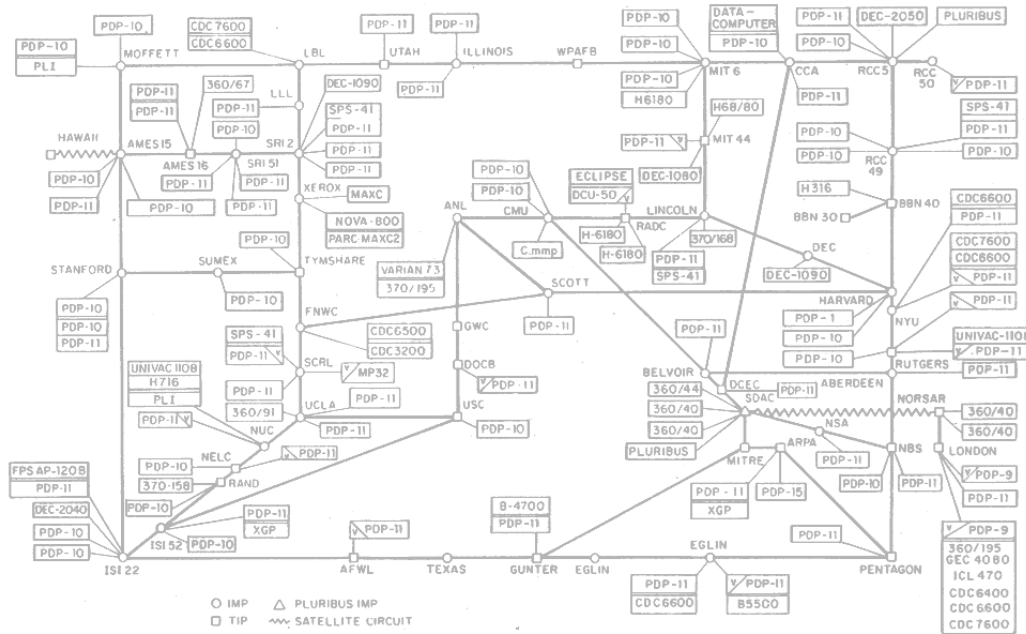 PDP-10
PDP-10
PLI
MOFFETT
CDC7600
CDC6600
LBL
PDP-11
UTAH
PDP-11
ILLINOIS
PDP-11
WPAFB
PDP-10
PDP-10
PDP-10
H6180
MIT 6
DATA-
COMPUTER
PDP-10
CCA
PDP-11
PDP-11
PDP-10
DEC-2050
PLURIBUS
RCC 5
RCC
50
PDP-11
LLL
PDP-11
PDP-11
PDP-11
360/67
DEC-1090
SPS-41
PDP-11
PDP-11
PDP-11
PDP-10
HAWAII
AMES 15
AMES 16
SRI 51
SRI 2
PDP-10
PDP-11
PDP-10
PDP-11
PDP-11
PDP-11
PDP-11
H68/80
MIT 44
DEC-1080
SPS-41
PDP-11
PDP-10
PDP-10
PDP-10
RCC
49
XEROX
MAXC
NOVA-800
PARC-MAXC2
PDP-10
PDP-10
PDP-11
ECLIPSE
DCU-50
ANL
CMU
RADC
LINCOLN
C.mmp
H-6180
H-6180
370/168
PDP-11
SPS-41
H316
BBN 30
BBN 40
CDC6600
PDP-11
CDC7600
CDC6600
PDP-11
PDP-11
DEC
DEC-1090
STANFORD
SUMEX
PDP-10
TYMSHARE
PDP-10
PDP-10
PDP-11
VARIAN 73
370/195
SCOTT
PDP-11
HARVARD
PDP-1
PDP-10
PDP-10
NYU
FNWC
CDC6500
CDC3200
GWC
SPS-41
PDP-11
SCRL
MP32
PDP-11
DOCB
PDP-11
PDP-11
BELVOIR
DCEC
PDP-11
ABERDEEN
RUTGERS
UNIVAC-1108
PDP-11
PDP-11
UNIVAC 1108
H716
PLI
PDP-11
360/91
UCLA
PDP-11
PDP-11
USC
PDP-10
360/44
360/40
360/40
PLURIBUS
SDAC
NORSAR
360/40
360/40
NUC
NELC
PDP-11
PDP-10
370-158
RAND
PDP-10
MITRE
ARPA
NSA
PDP-11
NBS
PDP-10
PDP-11
LONDON
PDP-9
PDP-11
FPS AP-120B
PDP-11
DEC-2040
PDP-10
PDP-10
ISI 22
ISI 52
PDP-11
XGP
PDP-10
PDP-11
AFWL
TEXAS
B-4700
PDP-11
GUNTER
EGLIN
PDP-11
XGP
PDP-15
EGLIN
PDP-11
CDC6600
PDP-11
B5500
PDP-11
PENTAGON
PDP-9
360/195
GEC 4080
ICL 470
CDC6400
CDC6600
CDC7600
IMP
PLURIBUS IMP
TIP
SATELLITE CIRCUIT